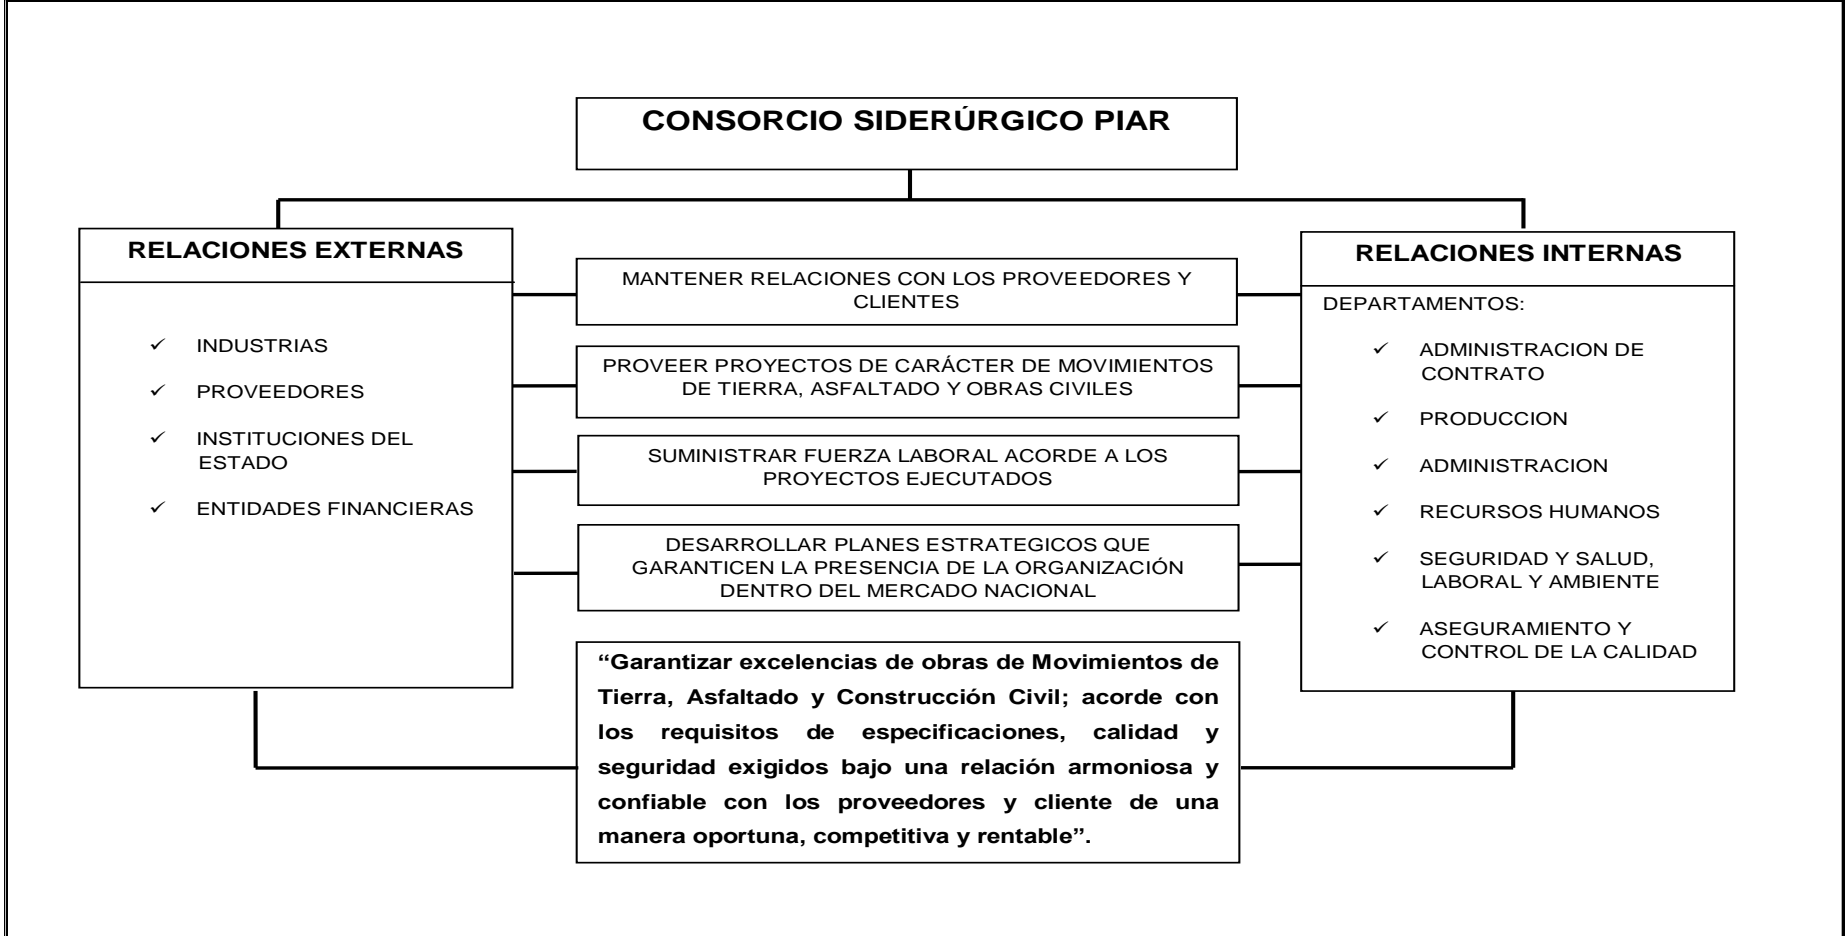 CONSORCIO SIDERÚRGICO PIAR
RELACIONES EXTERNAS
✓ INDUSTRIAS
✓ PROVEEDORES
✓ INSTITUCIONES DEL
ESTADO
✓ ENTIDADES FINANCIERAS
MANTENER RELACIONES CON LOS PROVEEDORES Y
CLIENTES
PROVEER PROYECTOS DE CARÁCTER DE MOVIMIENTOS
DE TIERRA, ASFALTADO Y OBRAS CIVILES
SUMINISTRAR FUERZA LABORAL ACORDE A LOS
PROYECTOS EJECUTADOS
DESARROLLAR PLANES ESTRATEGICOS QUE
GARANTICEN LA PRESENCIA DE LA ORGANIZACIÓN
DENTRO DEL MERCADO NACIONAL
RELACIONES INTERNAS
DEPARTAMENTOS:
✓ ADMINISTRACION DE
CONTRATO
✓ PRODUCCION
✓ ADMINISTRACION
✓ RECURSOS HUMANOS
✓ SEGURIDAD Y SALUD,
LABORAL Y AMBIENTE
✓ ASEGURAMIENTO Y
CONTROL DE LA CALIDAD
“Garantizar excelencias de obras de Movimientos de
Tierra, Asfaltado y Construcción Civil; acorde con
los requisitos de especificaciones, calidad y
seguridad exigidos bajo una relación armoniosa y
confiable con los proveedores y cliente de una
manera oportuna, competitiva y rentable”.